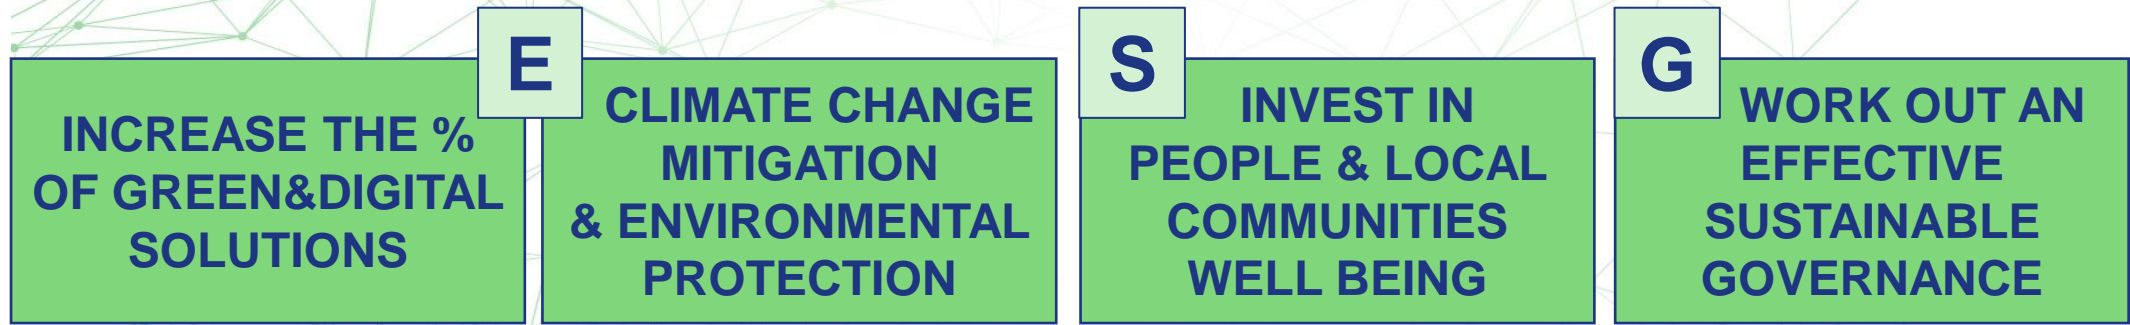 E
INCREASE THE %
OF GREEN&DIGITAL
SOLUTIONS
CLIMATE CHANGE
MITIGATION
& ENVIRONMENTAL
PROTECTION
S
INVEST IN
PEOPLE & LOCAL
COMMUNITIES
WELL BEING
G
WORK OUT AN
EFFECTIVE
SUSTAINABLE
GOVERNANCE